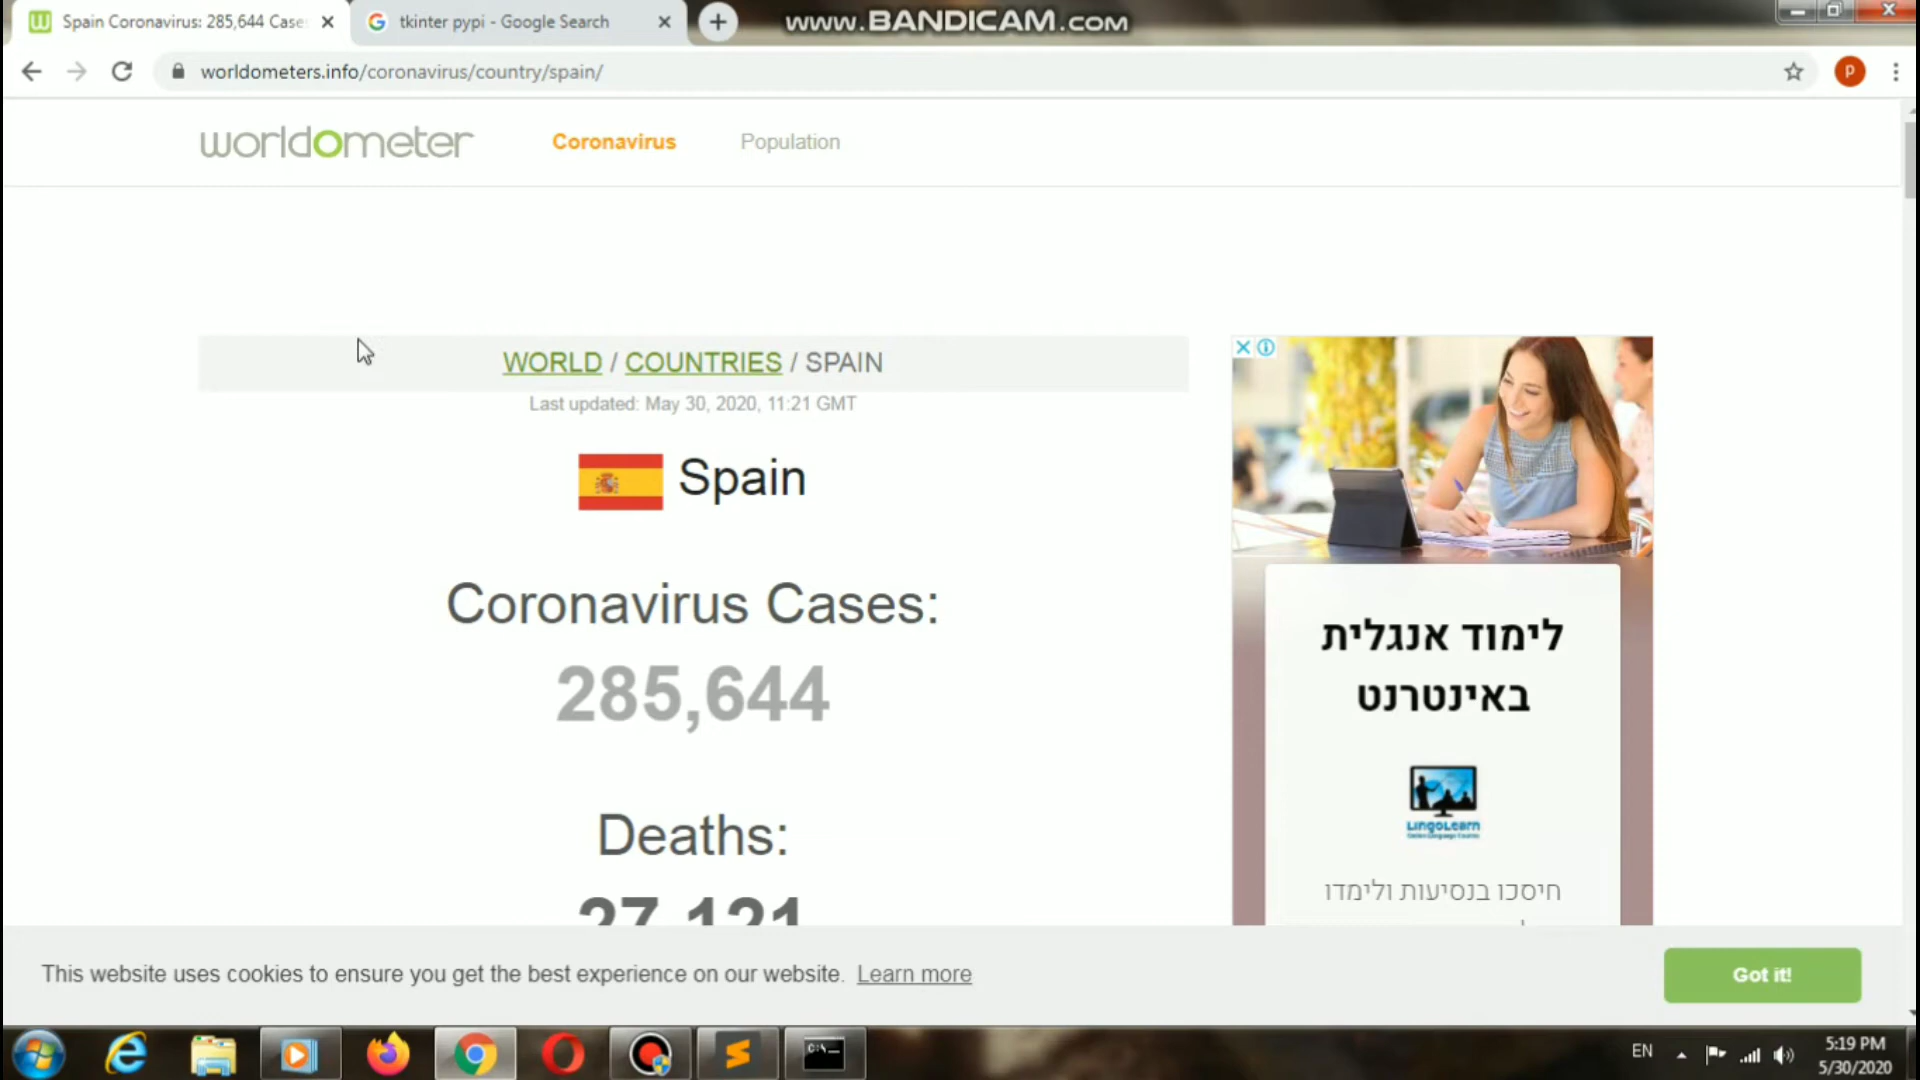 Spain Coronavirus: 285,644 Case
tkinter pypi - Google Search
www.BANDICAM.com
worldometers.info/coronavirus/country/spain/
P
worldometer
Coronavirus
Population
WORLD / COUNTRIES / SPAIN
Last updated: May 30, 2020, 11:21 GMT
Spain
Coronavirus Cases:
285,644
Deaths:
27,121
לימוד אנגלית
באינטרנט
LingoLearn
חיסכו בנסיעות ולימדו
This website uses cookies to ensure you get the best experience on our website. Learn more
Got it!
C:\_
EN
5:19 PM
5/30/2020